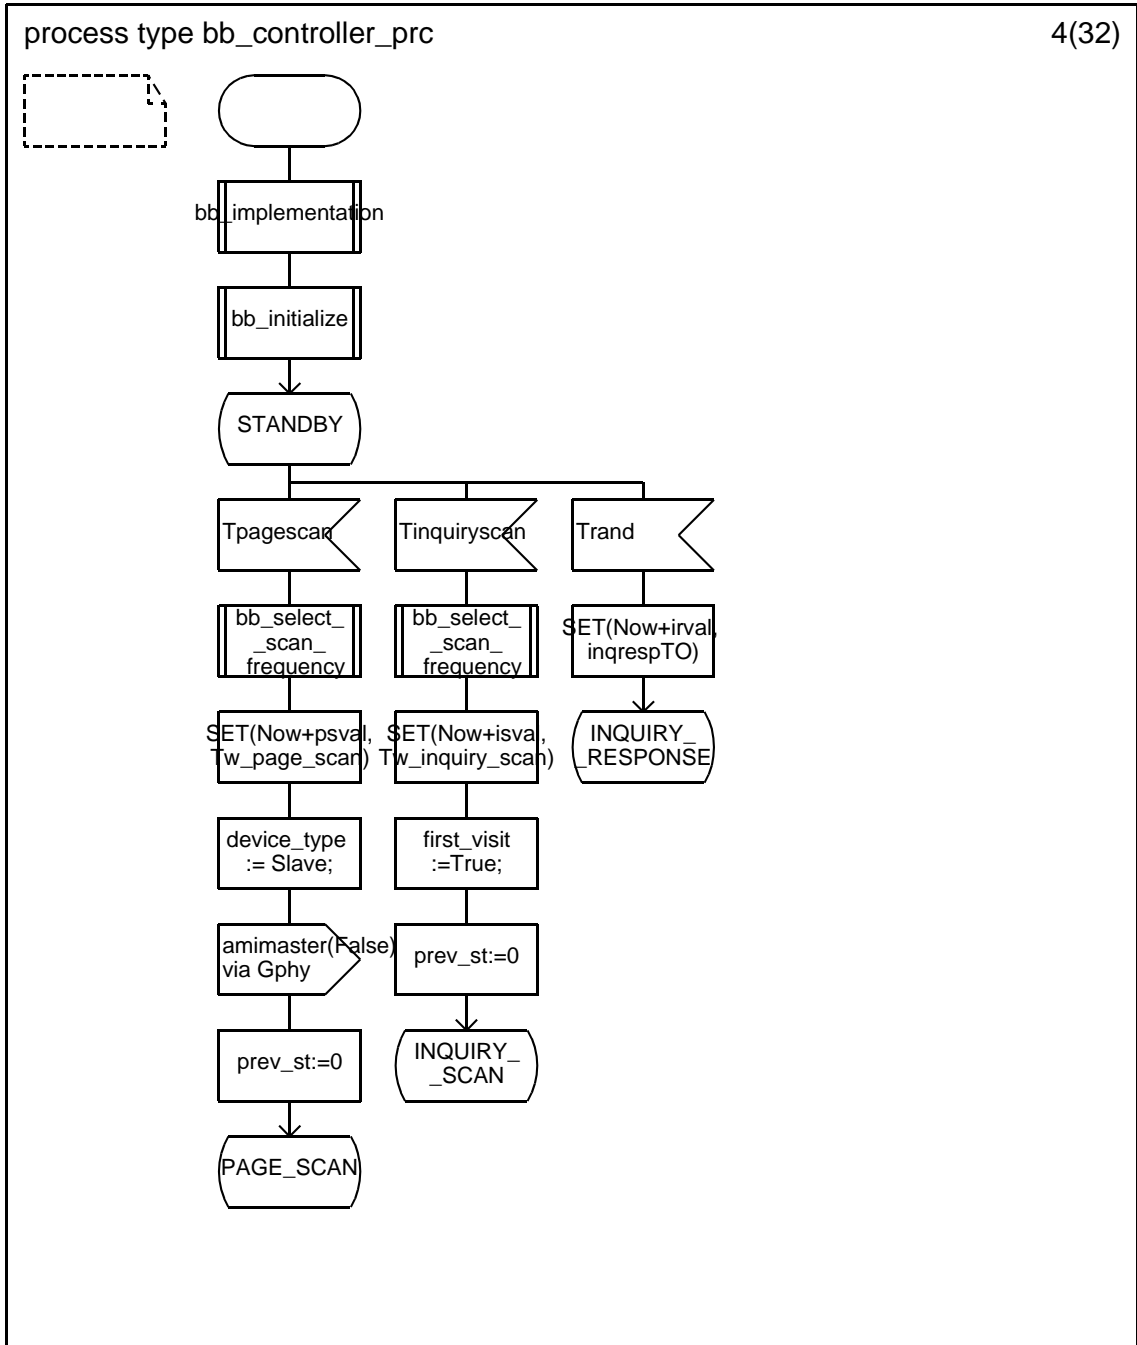 process type bb_controller_prc
4(32)
bb_implementation
bb_initialize
STANDBY
Tpagescan
Tinquiryscan
Trand
bb_select_
_scan_
frequency
bb_select_
_scan_
frequency
SET(Now+irval,
inqrespTO)
SET(Now+psval,
Tw_page_scan)
SET(Now+isval,
Tw_inquiry_scan)
INQUIRY_
_RESPONSE
device_type
:= Slave;
first_visit
:=True;
amimaster(False)
via Gphy
prev_st:=0
prev_st:=0
INQUIRY_
_SCAN
PAGE_SCAN